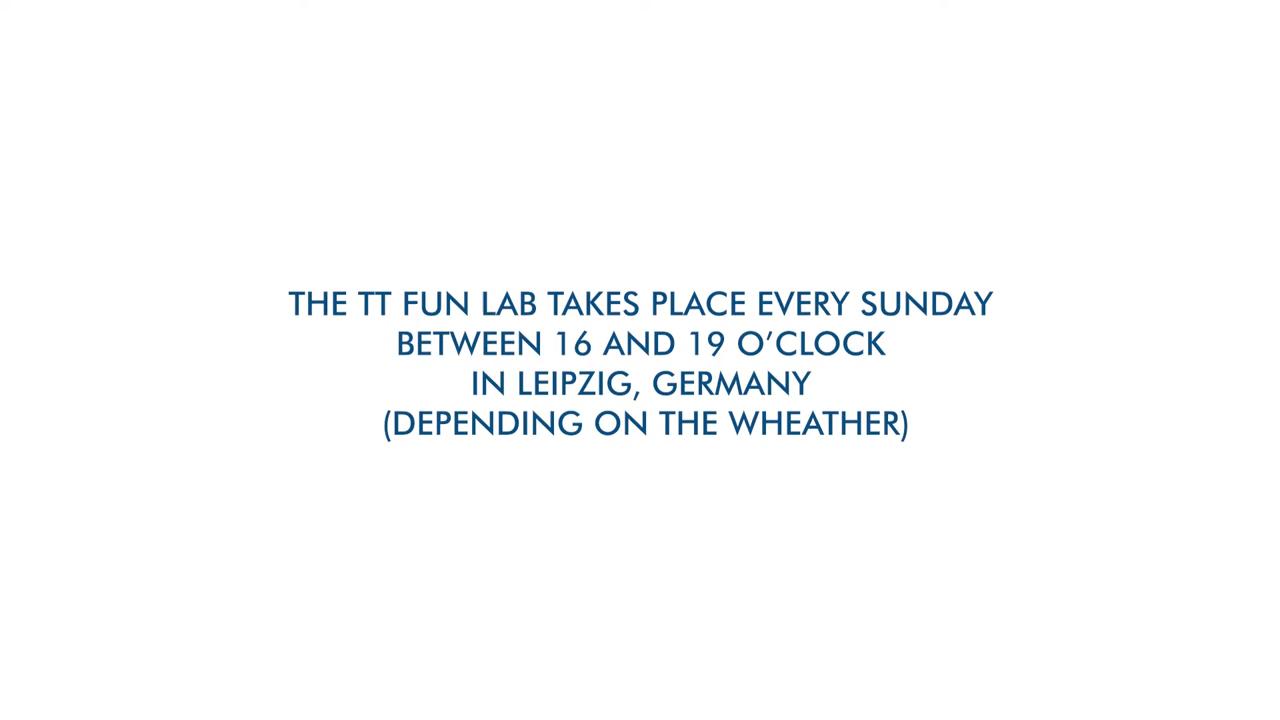 THE TT FUN LAB TAKES PLACE EVERY SUNDAY
BETWEEN 16 AND 19 O’CLOCK
IN LEIPZIG, GERMANY
(DEPENDING ON THE WHEATHER)